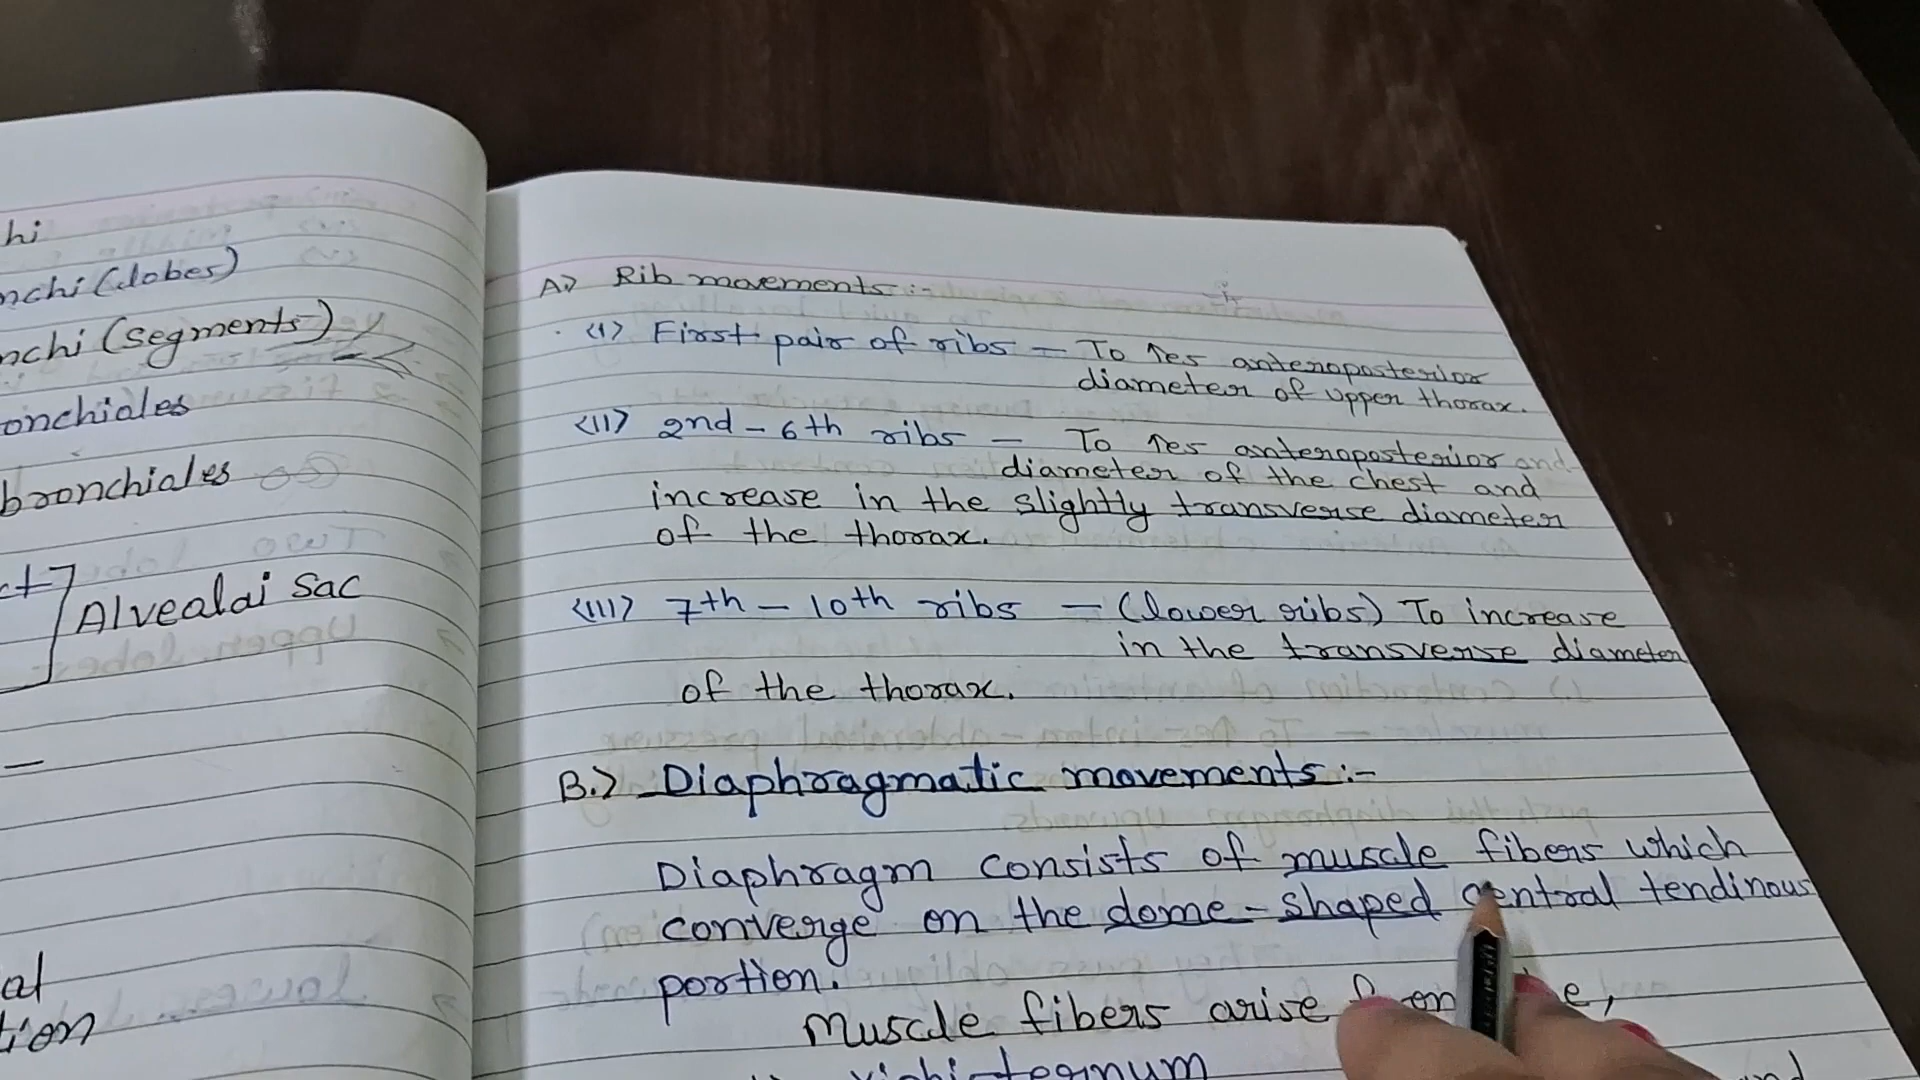 hi
nchi (lobes)
nchi (segments)
onchioles
bronchiales
Alvealai Sac
al
tion
A.) Rib movements :-
(I) First pair of ribs — To ↑es anteroposterior
diameter of upper thorax.
(II) 2nd - 6th ribs — To ↑es anteroposterior and
diameter of the chest and
increase in the slightly transverse diameter
of the thorax.
(III) 7th - 10th ribs — (lower ribs) To increase
in the transverse diameter
of the thorax.
B.) Diaphragmatic movements :-
Diaphragm consists of muscle fibers which
converge on the dome-shaped central tendinous
portion.
Muscle fibers arise